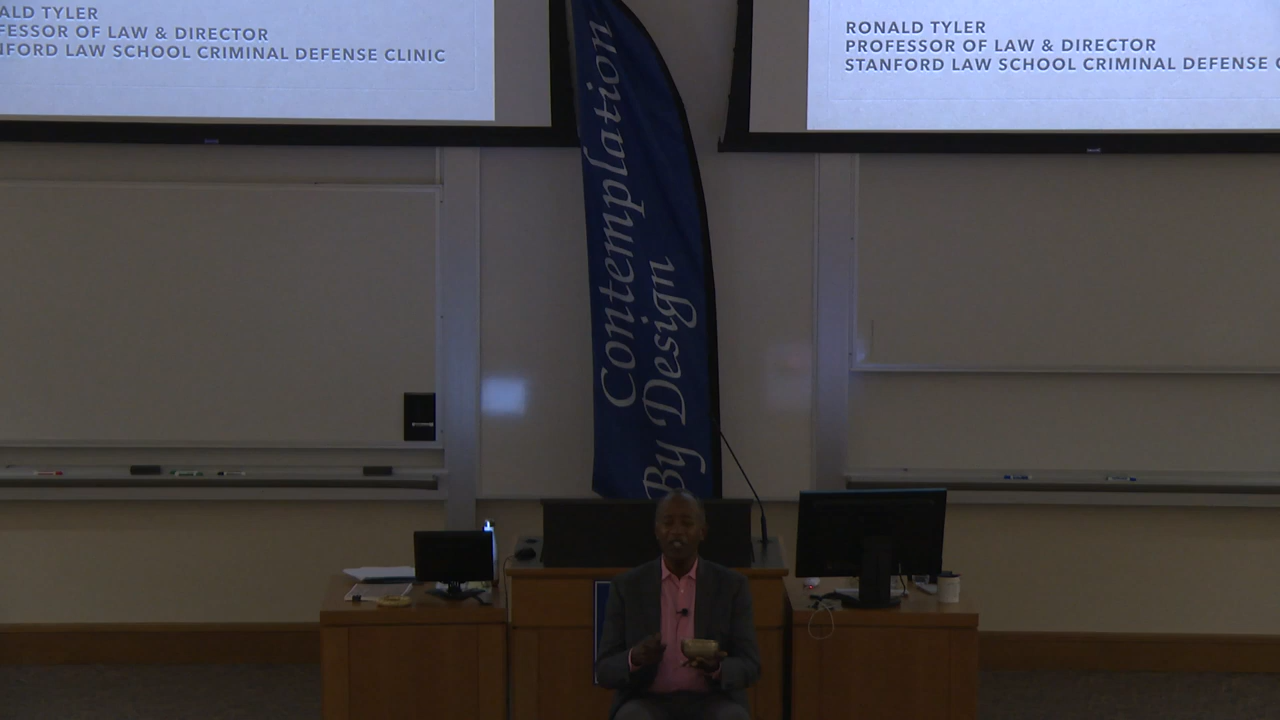 ALD TYLER
FESSOR OF LAW & DIRECTOR
NFORD LAW SCHOOL CRIMINAL DEFENSE CLINIC
Contemplation
By Design
RONALD TYLER
PROFESSOR OF LAW & DIRECTOR
STANFORD LAW SCHOOL CRIMINAL DEFENSE